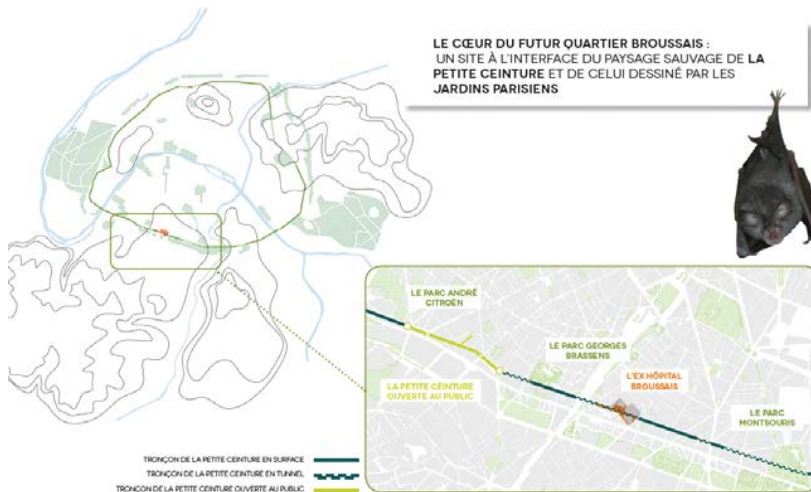 LE CŒUR DU FUTUR QUARTIER BROUSSAIS :
UN SITE À L'INTERFACE DU PAYSAGE SAUVAGE DE LA
PETITE CEINTURE ET DE CELUI DESSINÉ PAR LES
JARDINS PARISIENS
LE PARC ANDRÉ
CITROËN
LE PARC GEORGES
BRASSENS
L'EX HÔPITAL
BROUSSAIS
LA PETITE CEINTURE
OUVERTE AU PUBLIC
LE PARC
MONTSOURIS
TRONÇON DE LA PETITE CEINTURE EN SURFACE
TRONÇON DE LA PETITE CEINTURE EN TUNNEL
TRONÇON DE LA PETITE CEINTURE OUVERTE AU PUBLIC